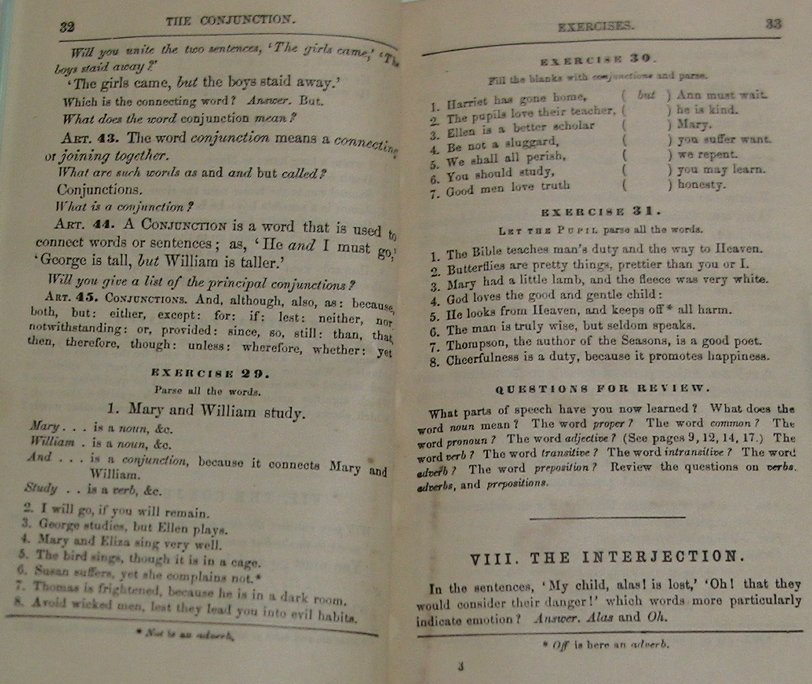 32 THE CONJUNCTION.
Will you unite the two sentences, ‘The girls came,’ ‘The
boys staid away?’
‘The girls came, but the boys staid away.’
Which is the connecting word? Answer. But.
What does the word conjunction mean?
ART. 43. The word conjunction means a connecting
or joining together.
What are such words as and and but called?
Conjunctions.
What is a conjunction?
ART. 44. A CONJUNCTION is a word that is used to
connect words or sentences; as, ‘He and I must go,’
‘George is tall, but William is taller.’
Will you give a list of the principal conjunctions?
ART. 45. CONJUNCTIONS. And, although, also, as: because,
both, but: either, except: for: if: lest: neither, nor
notwithstanding: or, provided: since, so, still: than, that,
then, therefore, though: unless: wherefore, whether: yet
EXERCISE 29.
Parse all the words.
1. Mary and William study.
Mary . . . is a noun, &c.
William . is a noun, &c.
And . . . is a conjunction, because it connects Mary and
William.
Study . . is a verb, &c.
2. I will go, if you will remain.
3. George studies, but Ellen plays.
4. Mary and Eliza sing very well.
5. The bird sings, though it is in a cage.
6. Susan suffers, yet she complains not.*
7. Thomas is frightened, because he is in a dark room.
8. Avoid wicked men, lest they lead you into evil habits.
* Not is an adverb.
EXERCISES. 33
EXERCISE 30.
Fill the blanks with conjunctions and parse.
1. Harriet has gone home, ( but ) Ann must wait.
2. The pupils love their teacher, ( ) he is kind.
3. Ellen is a better scholar ( ) Mary.
4. Be not a sluggard, ( ) you suffer want.
5. We shall all perish, ( ) we repent.
6. You should study, ( ) you may learn.
7. Good men love truth ( ) honesty.
EXERCISE 31.
LET THE PUPIL parse all the words.
1. The Bible teaches man's duty and the way to Heaven.
2. Butterflies are pretty things, prettier than you or I.
3. Mary had a little lamb, and the fleece was very white.
4. God loves the good and gentle child:
5. He looks from Heaven, and keeps off* all harm.
6. The man is truly wise, but seldom speaks.
7. Thompson, the author of the Seasons, is a good poet.
8. Cheerfulness is a duty, because it promotes happiness.
QUESTIONS FOR REVIEW.
What parts of speech have you now learned? What does the
word noun mean? The word proper? The word common? The
word pronoun? The word adjective? (See pages 9, 12, 14, 17.) The
word verb? The word transitive? The word intransitive? The word
adverb? The word preposition? Review the questions on verbs,
adverbs, and prepositions.
VIII. THE INTERJECTION.
In the sentences, ‘My child, alas! is lost,’ ‘Oh! that they
would consider their danger!’ which words more particularly
indicate emotion? Answer. Alas and Oh.
* Off is here an adverb.
3